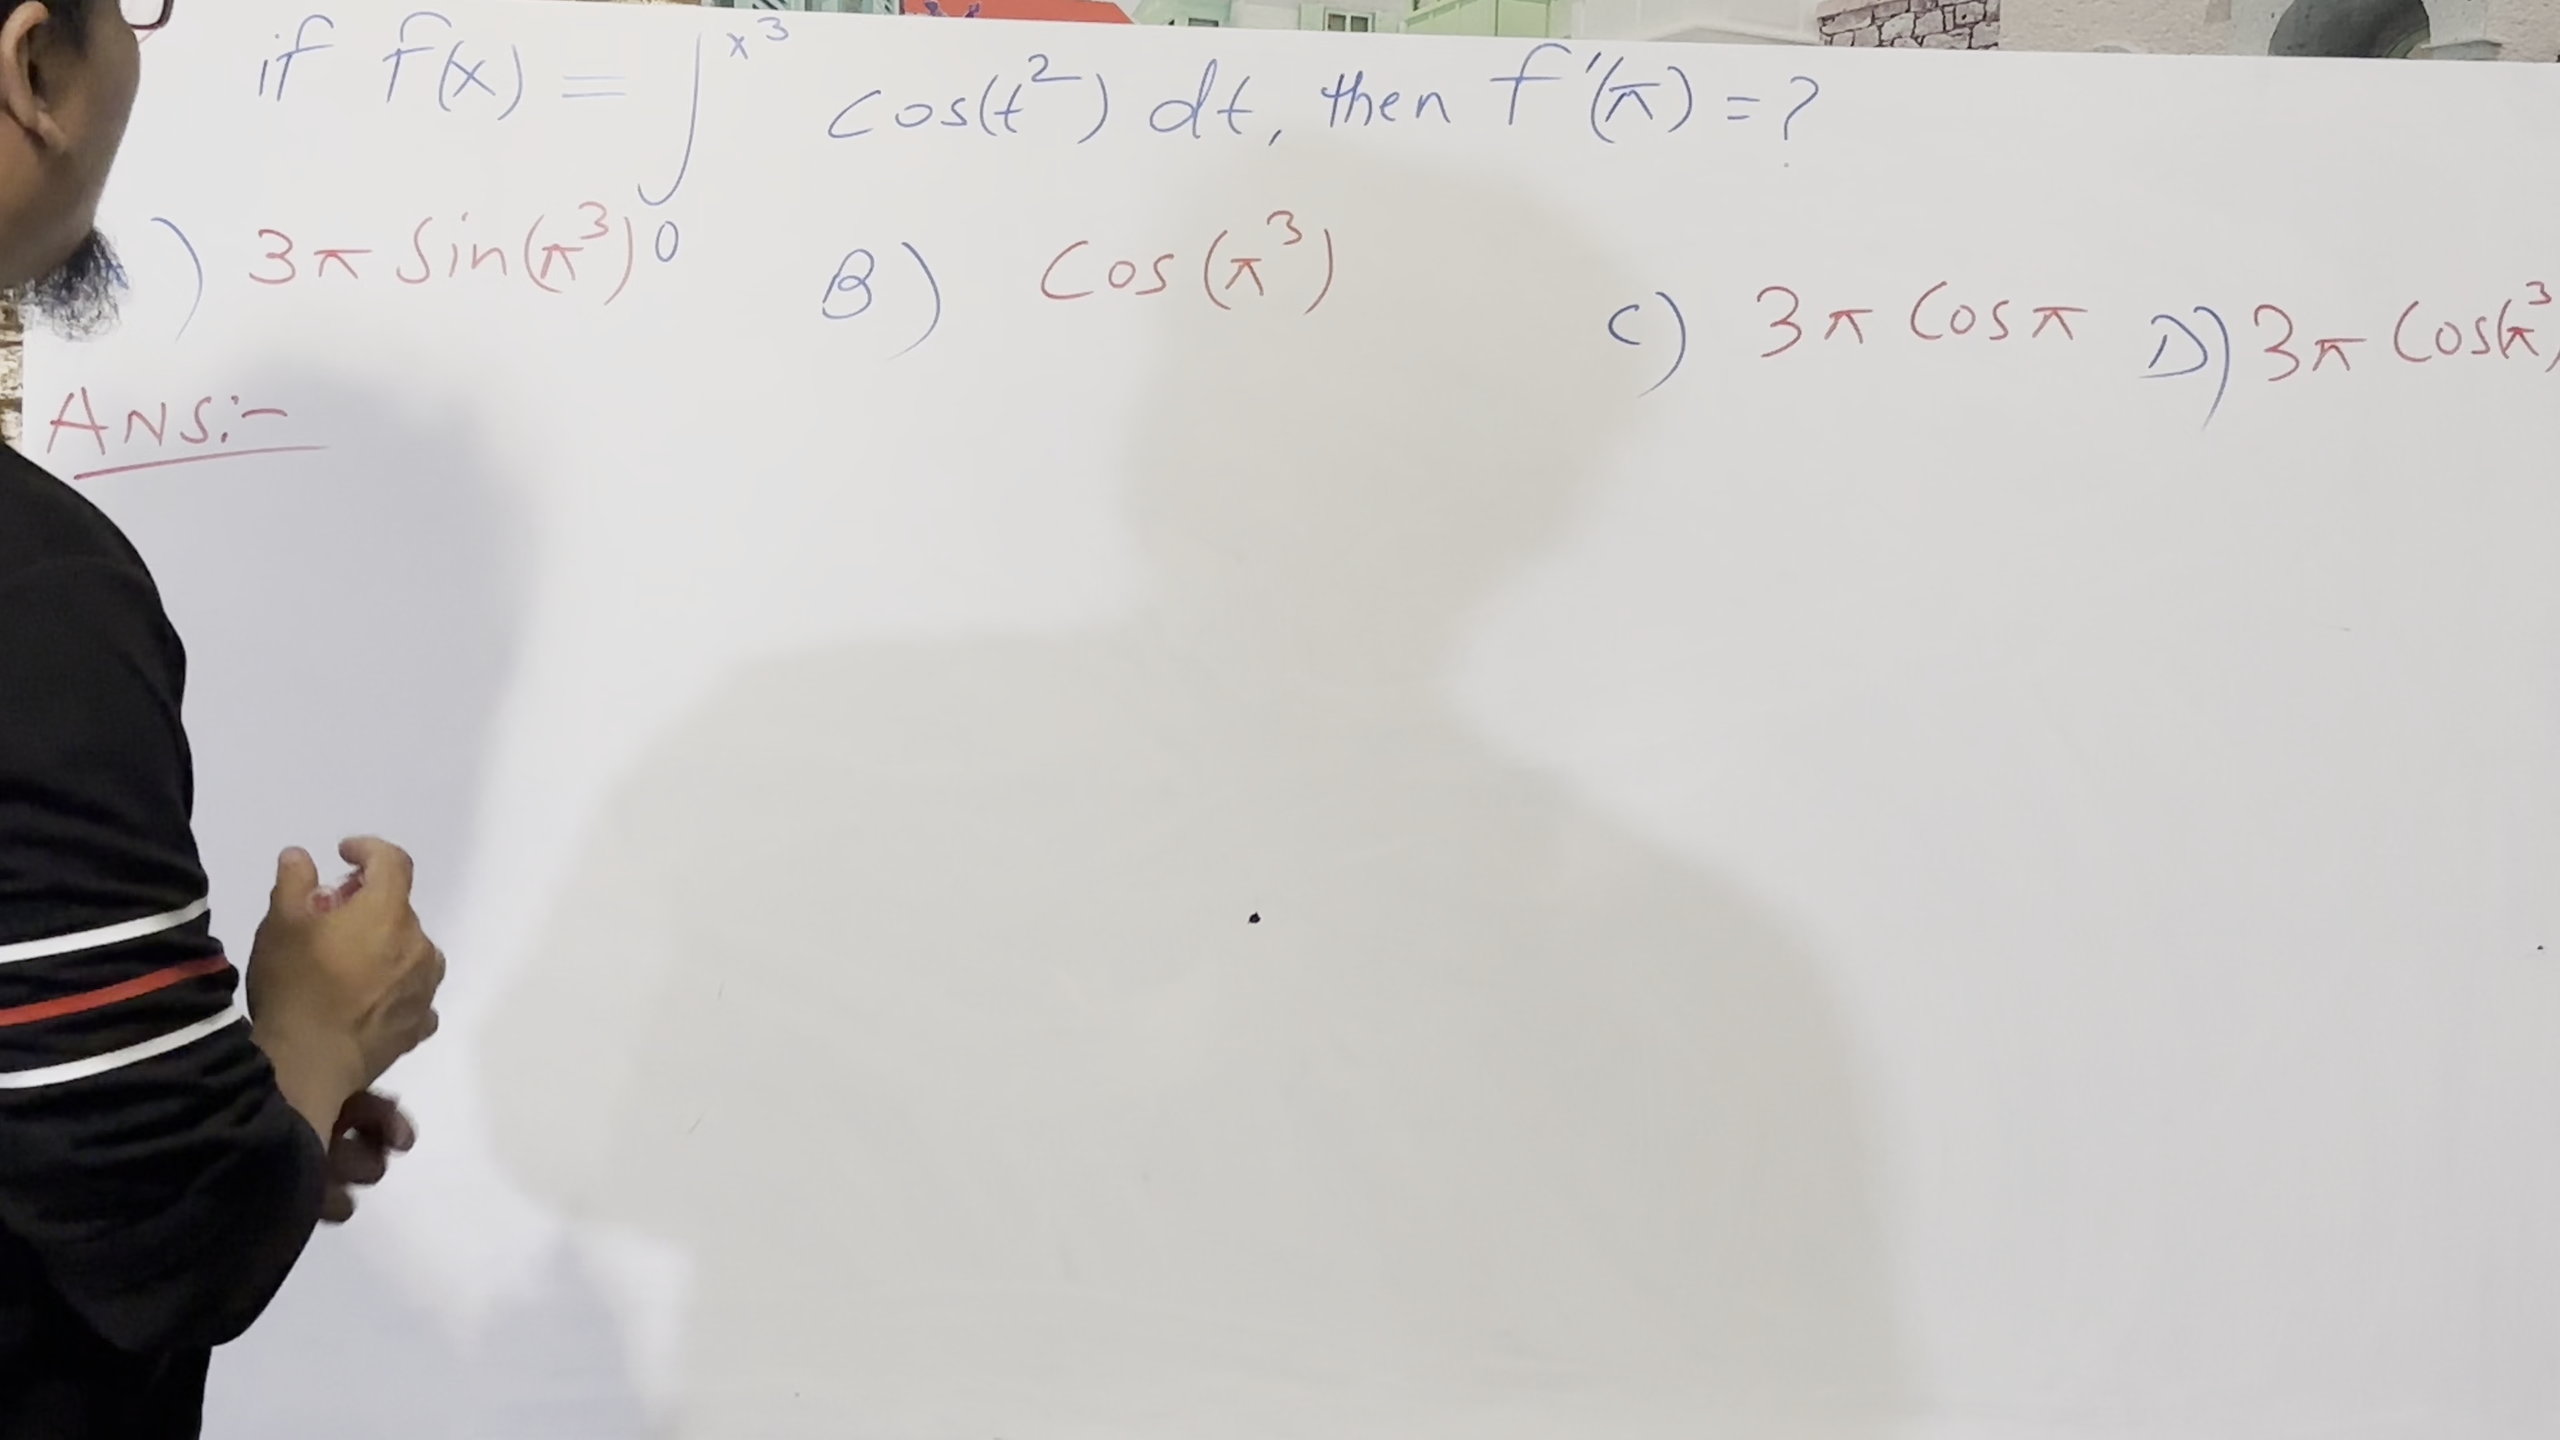 if f(x) = ∫₀^x³ cos(t²) dt, then f'(π) = ?
) 3π Sin(π³) B) Cos(π³) C) 3π Cos π D) 3π Cos(π³)
ANS:-